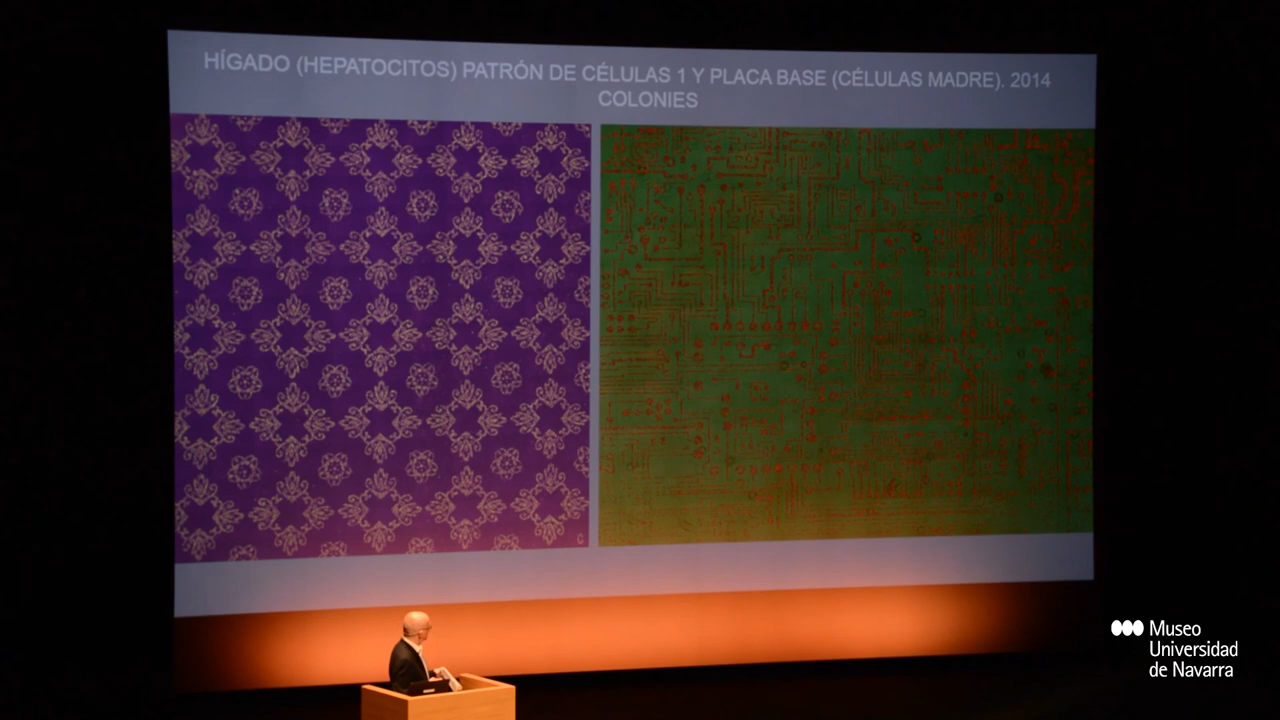 HÍGADO (HEPATOCITOS) PATRÓN DE CÉLULAS 1 Y PLACA BASE (CÉLULAS MADRE). 2014
COLONIES
Museo
Universidad
de Navarra